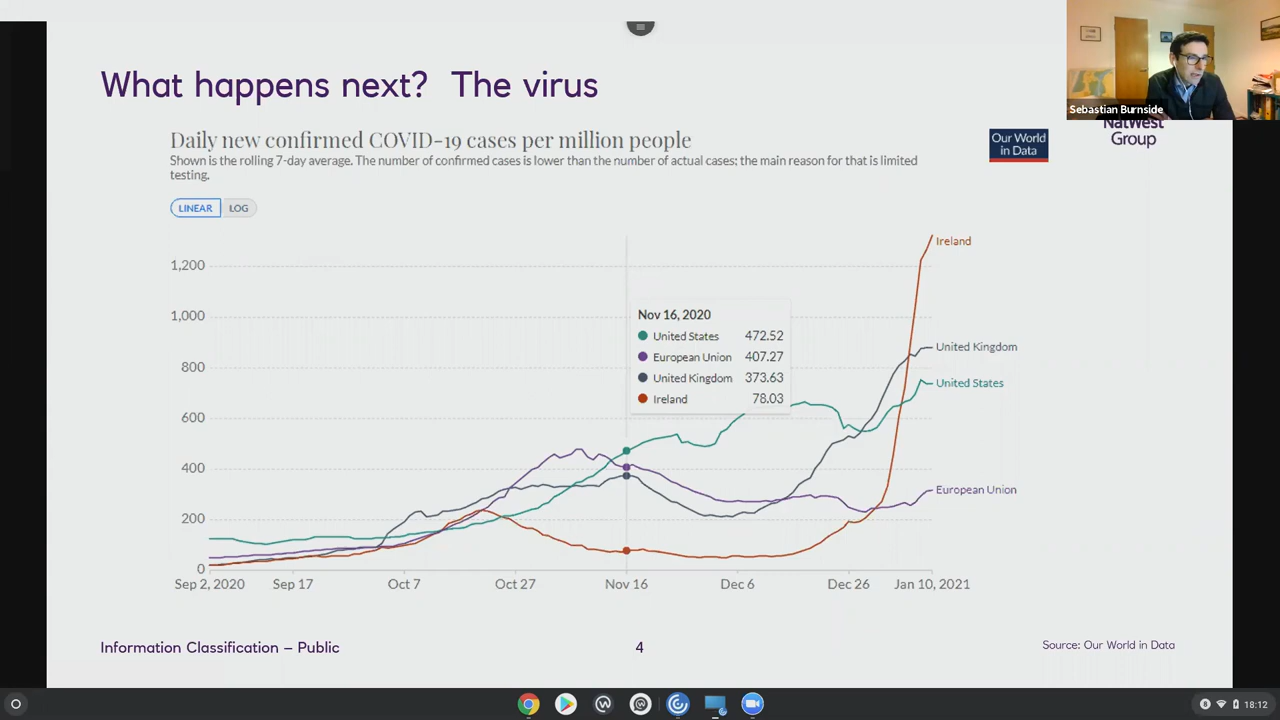 What happens next? The virus
Sebastian Burnside
NatWest
Group
Daily new confirmed COVID-19 cases per million people
Shown is the rolling 7-day average. The number of confirmed cases is lower than the number of actual cases; the main reason for that is limited
testing.
Our World
in Data
LINEAR
LOG
1,200
1,000
800
600
400
200
0
Nov 16, 2020
United States 472.52
European Union 407.27
United Kingdom 373.63
Ireland 78.03
Ireland
United Kingdom
United States
European Union
Sep 2, 2020
Sep 17
Oct 7
Oct 27
Nov 16
Dec 6
Dec 26
Jan 10, 2021
Information Classification – Public
4
Source: Our World in Data
8
18:12